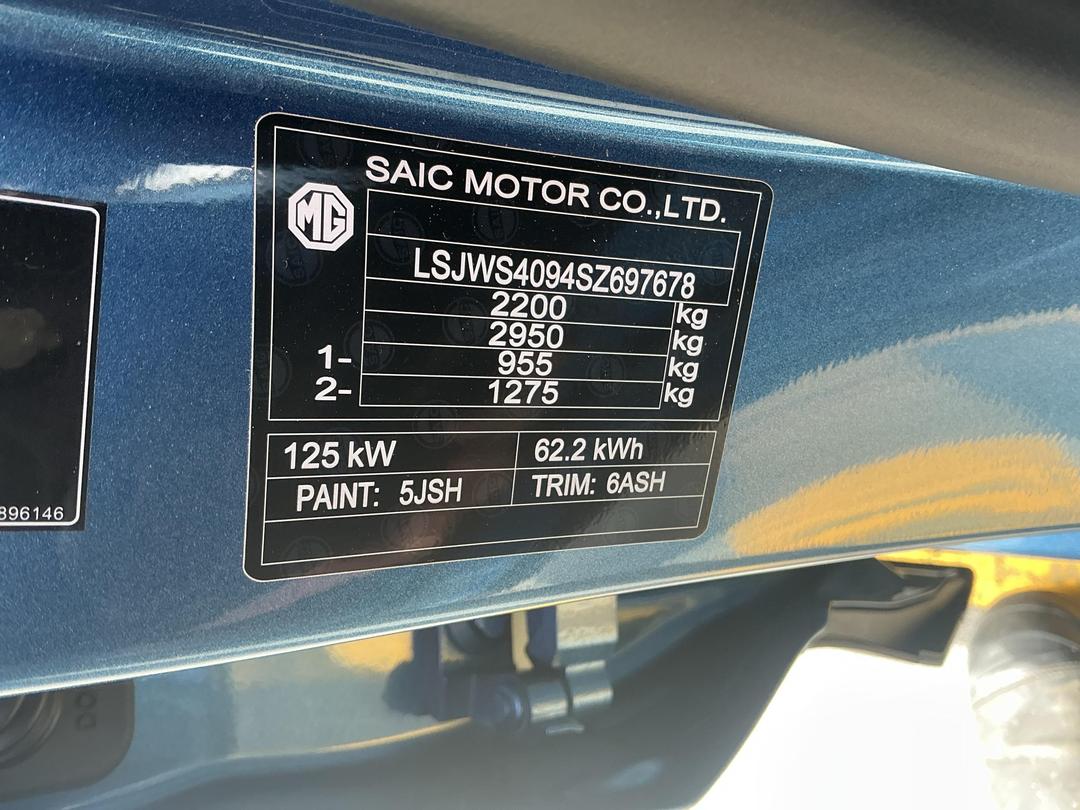 SAIC MOTOR CO.,LTD.
MG
LSJWS4094SZ697678
2200 kg
2950 kg
1- 955 kg
2- 1275 kg
125 kW 62.2 kWh
PAINT: 5JSH TRIM: 6ASH
896146